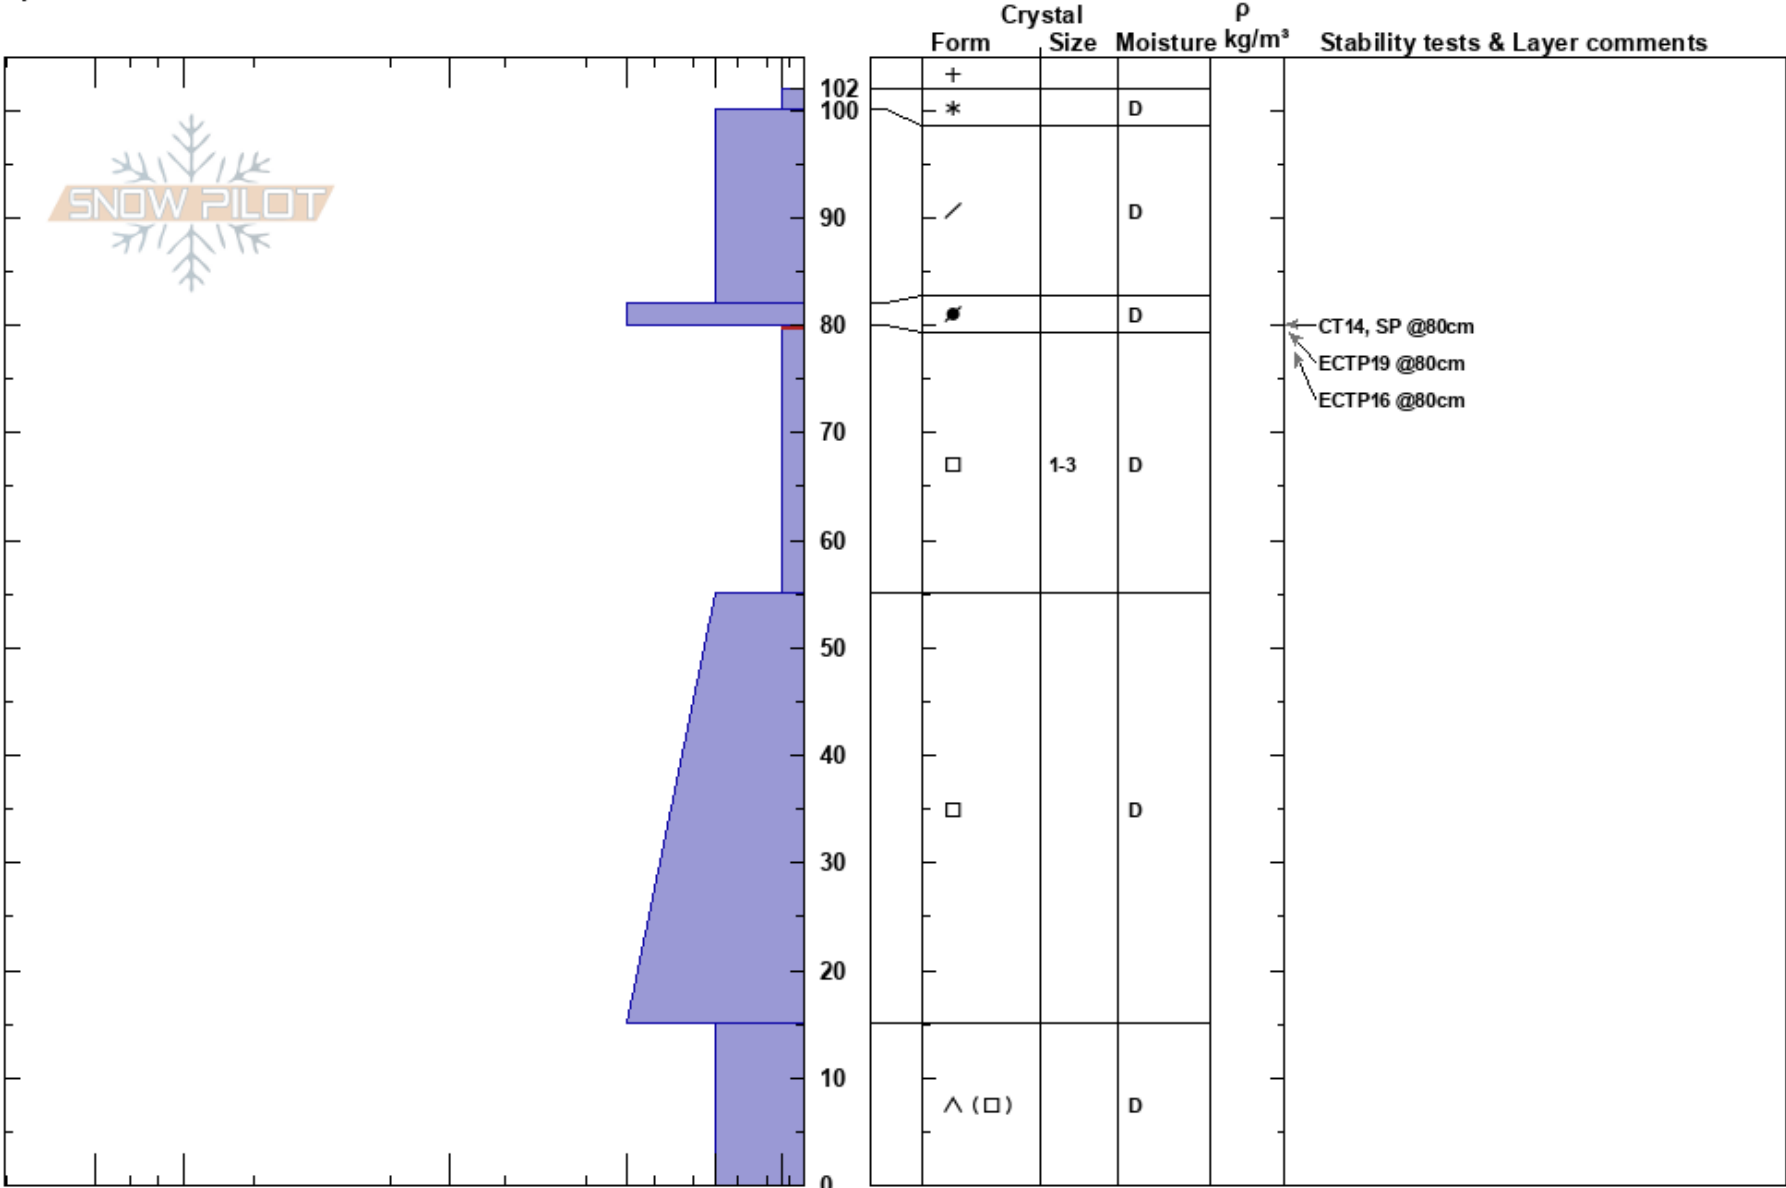 Crystal ρ
Form Size Moisture kg/m³ Stability tests & Layer comments
+
102
100 * D
SNOW PILOT
90 / D
D
80 CT14, SP @80cm
ECTP19 @80cm
ECTP16 @80cm
70
□ 1-3 D
60
50
40
□ D
30
20
10
∧ (□) D
0